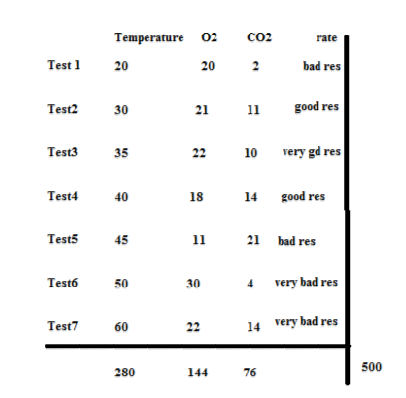 Temperature O2 CO2 rate
Test 1 20 20 2 bad res
Test2 30 21 11 good res
Test3 35 22 10 very gd res
Test4 40 18 14 good res
Test5 45 11 21 bad res
Test6 50 30 4 very bad res
Test7 60 22 14 very bad res
280 144 76 500